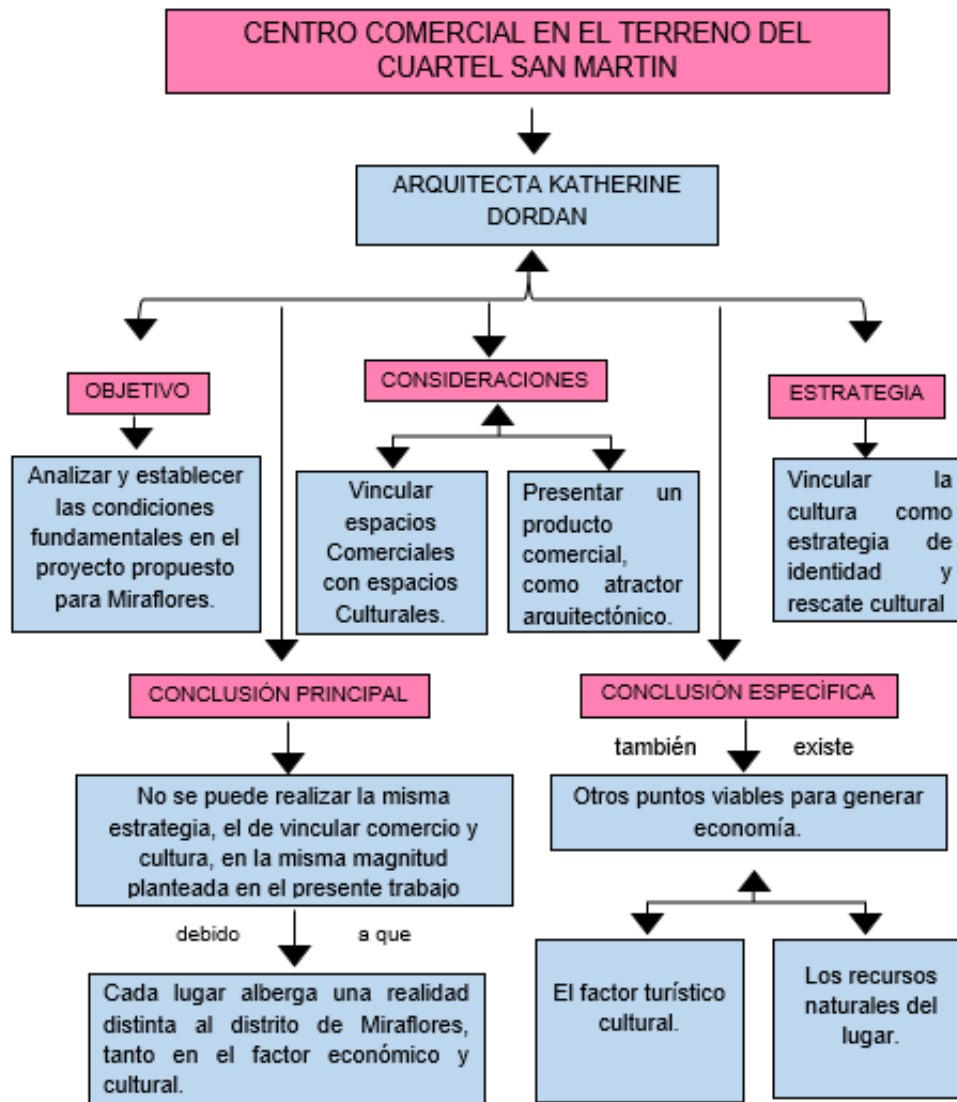 CENTRO COMERCIAL EN EL TERRENO DEL
CUARTEL SAN MARTIN
ARQUITECTA KATHERINE
DORDAN
OBJETIVO
CONSIDERACIONES
ESTRATEGIA
Analizar y establecer
las condiciones
fundamentales en el
proyecto propuesto
para Miraflores.
Vincular
espacios
Comerciales
con espacios
Culturales.
Presentar un
producto
comercial,
como atractor
arquitectónico.
Vincular la
cultura como
estrategia de
identidad y
rescate cultural
CONCLUSIÓN PRINCIPAL
CONCLUSIÓN ESPECÍFICA
también existe
No se puede realizar la misma
estrategia, el de vincular comercio y
cultura, en la misma magnitud
planteada en el presente trabajo
Otros puntos viables para generar
economía.
debido a que
Cada lugar alberga una realidad
distinta al distrito de Miraflores,
tanto en el factor económico y
cultural.
El factor turístico
cultural.
Los recursos
naturales del
lugar.